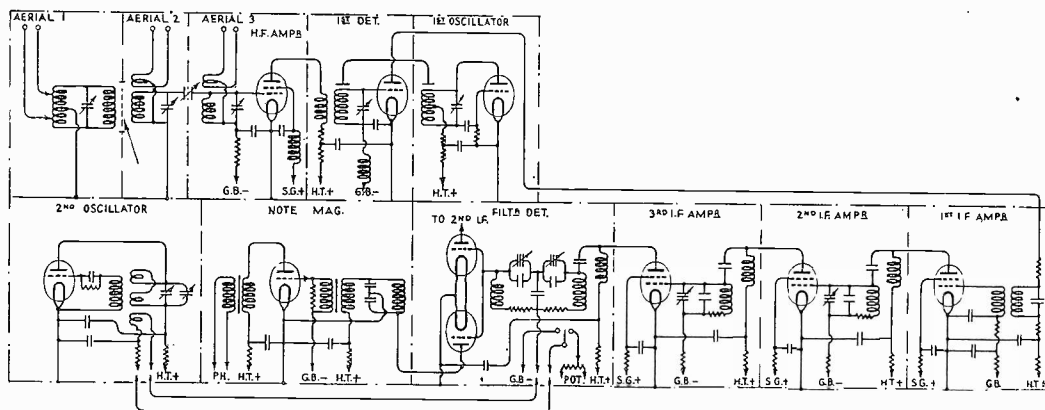 AERIAL 1
AERIAL 2
AERIAL 3
H.F. AMPR
1ST DET.
1ST OSCILLATOR
G.B.-
S.G.+
H.T.+
G.B.-
H.T.+
2ND OSCILLATOR
NOTE MAG.
TO 2ND I.F.
FILTR DET.
3RD I.F. AMPR
2ND I.F. AMPR
1ST I.F. AMPR
H.T.+
P.H.
H.T.+
G.B.-
H.T.+
G.B.-
POT.
H.T.+
S.G.+
G.B.-
H.T.+
S.G.+
G.B.-
H.T+
S.G.+
G.B.
H.T.±